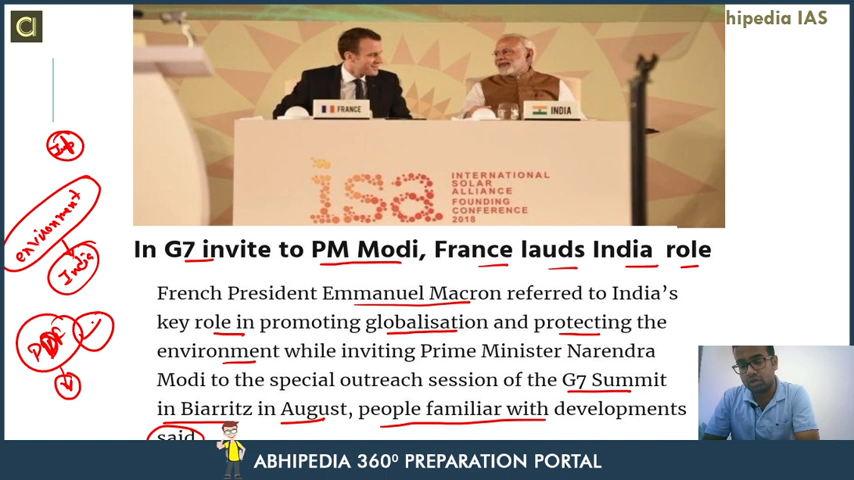 hipedia IAS
FRANCE
INDIA
isa
INTERNATIONAL
SOLAR
ALLIANCE
FOUNDING
CONFERENCE
2018
In G7 invite to PM Modi, France lauds India role
French President Emmanuel Macron referred to India's
key role in promoting globalisation and protecting the
environment while inviting Prime Minister Narendra
Modi to the special outreach session of the G7 Summit
in Biarritz in August, people familiar with developments
said
environment
India
PDF
ABHIPEDIA 360⁰ PREPARATION PORTAL